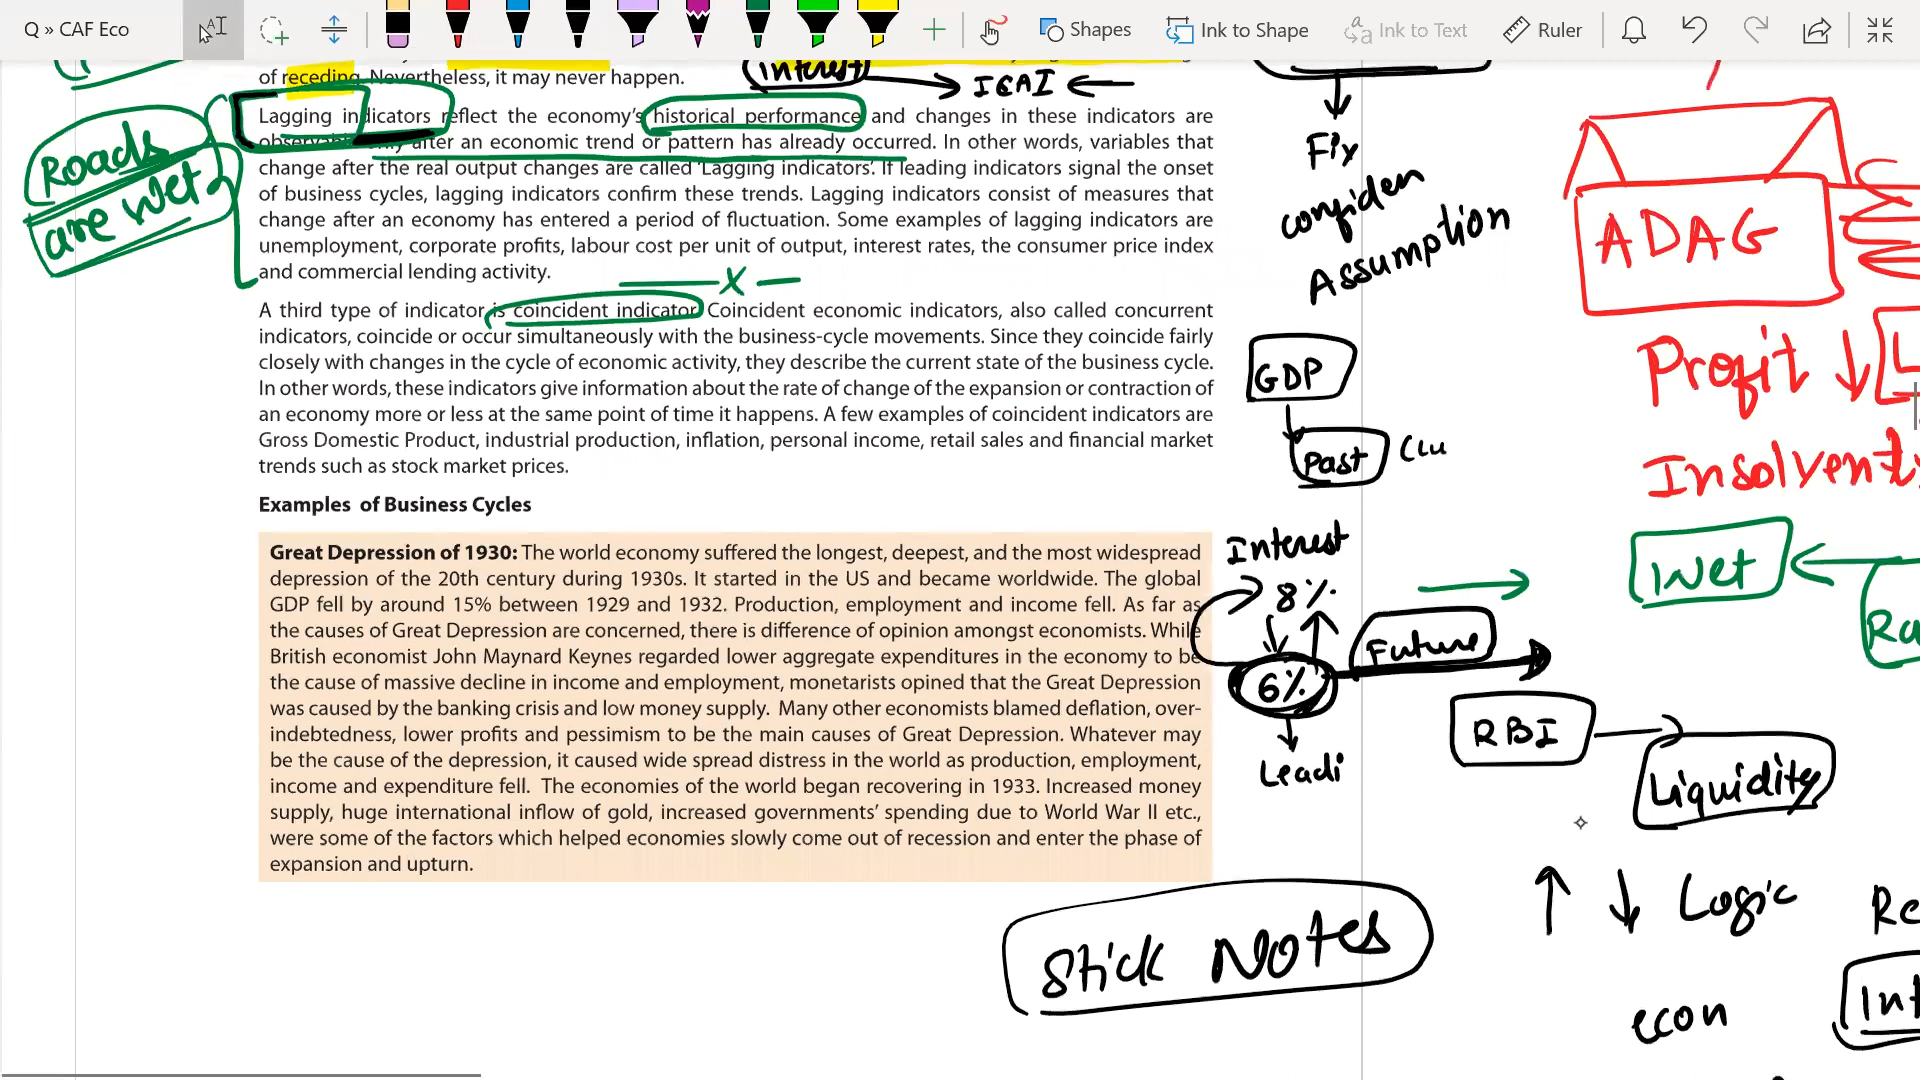 Q » CAF Eco
Shapes
Ink to Shape
Ink to Text
Ruler
of receding. Nevertheless, it may never happen.
Interest
ICAI
Lagging indicators reflect the economy's historical performance and changes in these indicators are
observable only after an economic trend or pattern has already occurred. In other words, variables that
change after the real output changes are called 'Lagging indicators'. If leading indicators signal the onset
of business cycles, lagging indicators confirm these trends. Lagging indicators consist of measures that
change after an economy has entered a period of fluctuation. Some examples of lagging indicators are
unemployment, corporate profits, labour cost per unit of output, interest rates, the consumer price index
and commercial lending activity.
Roads
are wet
x
A third type of indicator is coincident indicator. Coincident economic indicators, also called concurrent
indicators, coincide or occur simultaneously with the business-cycle movements. Since they coincide fairly
closely with changes in the cycle of economic activity, they describe the current state of the business cycle.
In other words, these indicators give information about the rate of change of the expansion or contraction of
an economy more or less at the same point of time it happens. A few examples of coincident indicators are
Gross Domestic Product, industrial production, inflation, personal income, retail sales and financial market
trends such as stock market prices.
Examples of Business Cycles
Great Depression of 1930: The world economy suffered the longest, deepest, and the most widespread
depression of the 20th century during 1930s. It started in the US and became worldwide. The global
GDP fell by around 15% between 1929 and 1932. Production, employment and income fell. As far as
the causes of Great Depression are concerned, there is difference of opinion amongst economists. While
British economist John Maynard Keynes regarded lower aggregate expenditures in the economy to be
the cause of massive decline in income and employment, monetarists opined that the Great Depression
was caused by the banking crisis and low money supply. Many other economists blamed deflation, over-
indebtedness, lower profits and pessimism to be the main causes of Great Depression. Whatever may
be the cause of the depression, it caused wide spread distress in the world as production, employment,
income and expenditure fell. The economies of the world began recovering in 1933. Increased money
supply, huge international inflow of gold, increased governments' spending due to World War II etc.,
were some of the factors which helped economies slowly come out of recession and enter the phase of
expansion and upturn.
Fix
confiden
Assumption
GDP
Past Clu
Interest
8%
6%
Future
Leadi
RBI
Liquidity
Stick Notes
Logic
econ
ADAG
Profit
Insolvent
Wet
Ra
Re
Int